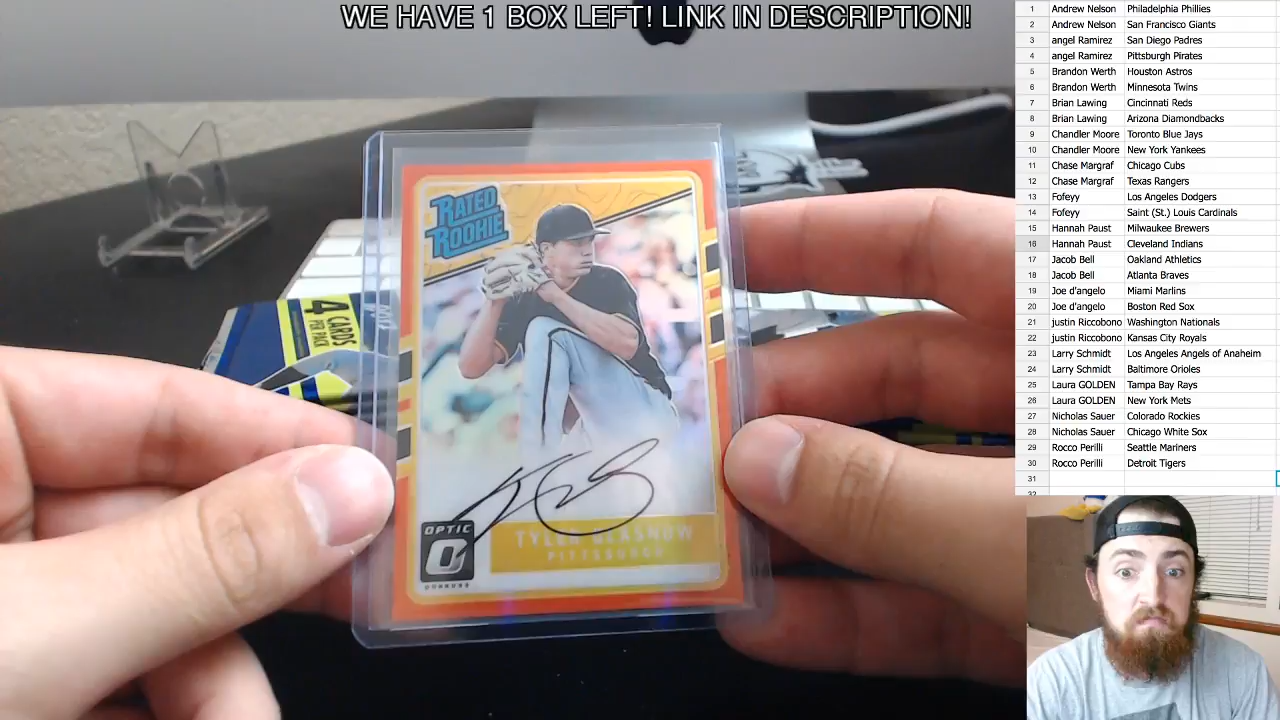 WE HAVE 1 BOX LEFT! LINK IN DESCRIPTION!
1 Andrew Nelson Philadelphia Phillies
2 Andrew Nelson San Francisco Giants
3 angel Ramirez San Diego Padres
4 angel Ramirez Pittsburgh Pirates
5 Brandon Werth Houston Astros
6 Brandon Werth Minnesota Twins
7 Brian Lawing Cincinnati Reds
8 Brian Lawing Arizona Diamondbacks
9 Chandler Moore Toronto Blue Jays
10 Chandler Moore New York Yankees
11 Chase Margraf Chicago Cubs
12 Chase Margraf Texas Rangers
13 Fofeyy Los Angeles Dodgers
14 Fofeyy Saint (St.) Louis Cardinals
15 Hannah Paust Milwaukee Brewers
16 Hannah Paust Cleveland Indians
17 Jacob Bell Oakland Athletics
18 Jacob Bell Atlanta Braves
19 Joe d'angelo Miami Marlins
20 Joe d'angelo Boston Red Sox
21 justin Riccobono Washington Nationals
22 justin Riccobono Kansas City Royals
23 Larry Schmidt Los Angeles Angels of Anaheim
24 Larry Schmidt Baltimore Orioles
25 Laura GOLDEN Tampa Bay Rays
26 Laura GOLDEN New York Mets
27 Nicholas Sauer Colorado Rockies
28 Nicholas Sauer Chicago White Sox
29 Rocco Perilli Seattle Mariners
30 Rocco Perilli Detroit Tigers
31
32
RATED
ROOKIE
4 CARDS
PER PACK
OPTIC
DONRUSS
TYLER GLASNOW
PITTSBURGH